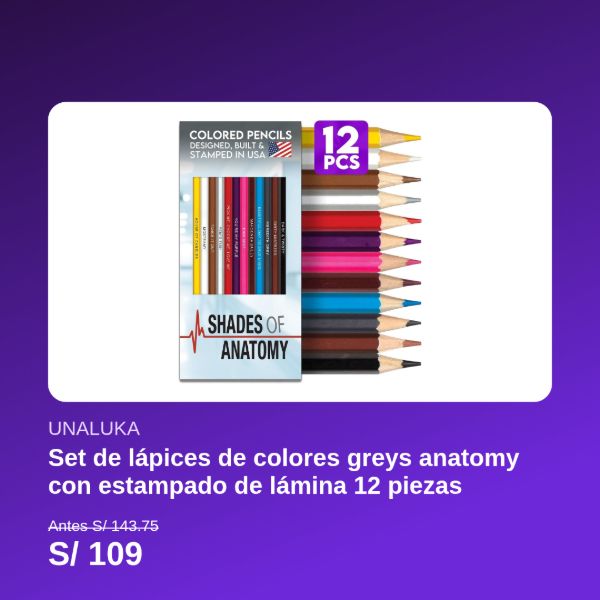 COLORED PENCILS
DESIGNED, BUILT &
STAMPED IN USA
12
PCS
SHADES OF
ANATOMY
UNALUKA
Set de lápices de colores greys anatomy
con estampado de lámina 12 piezas
Antes S/ 143.75
S/ 109